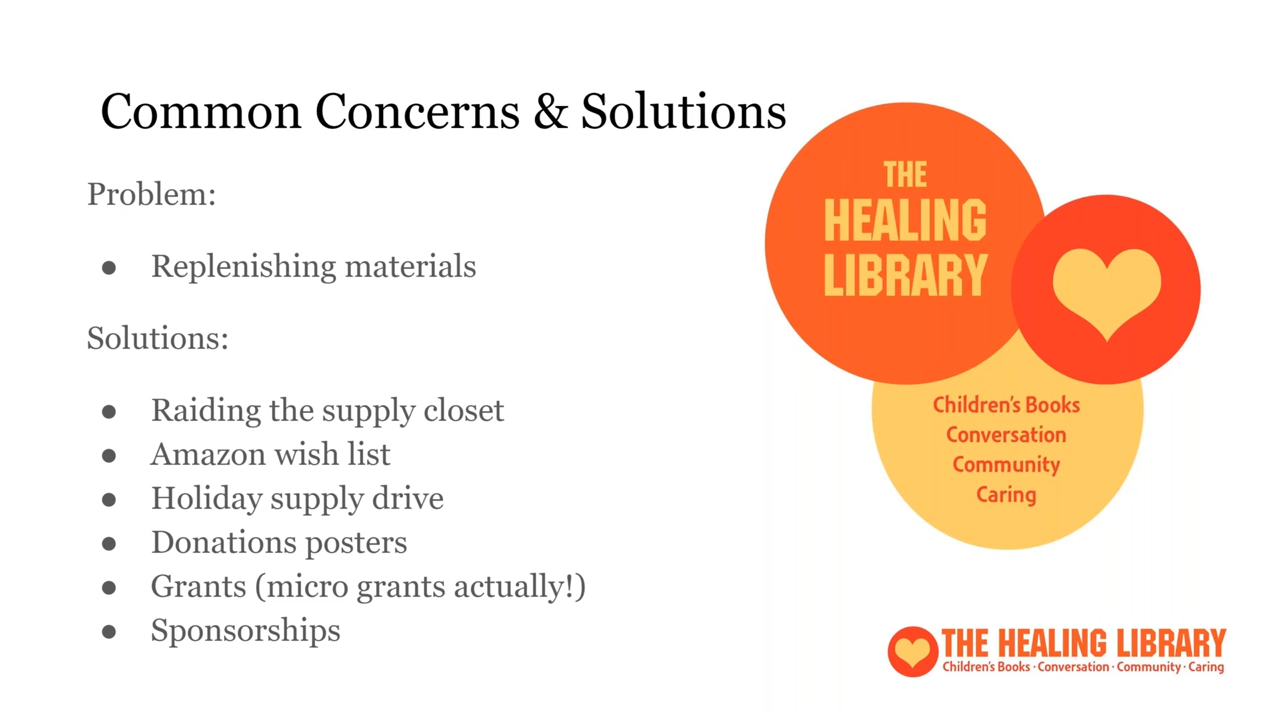 Common Concerns & Solutions
Problem:
● Replenishing materials
Solutions:
● Raiding the supply closet
● Amazon wish list
● Holiday supply drive
● Donations posters
● Grants (micro grants actually!)
● Sponsorships
THE
HEALING
LIBRARY
Children's Books
Conversation
Community
Caring
THE HEALING LIBRARY
Children's Books · Conversation · Community · Caring